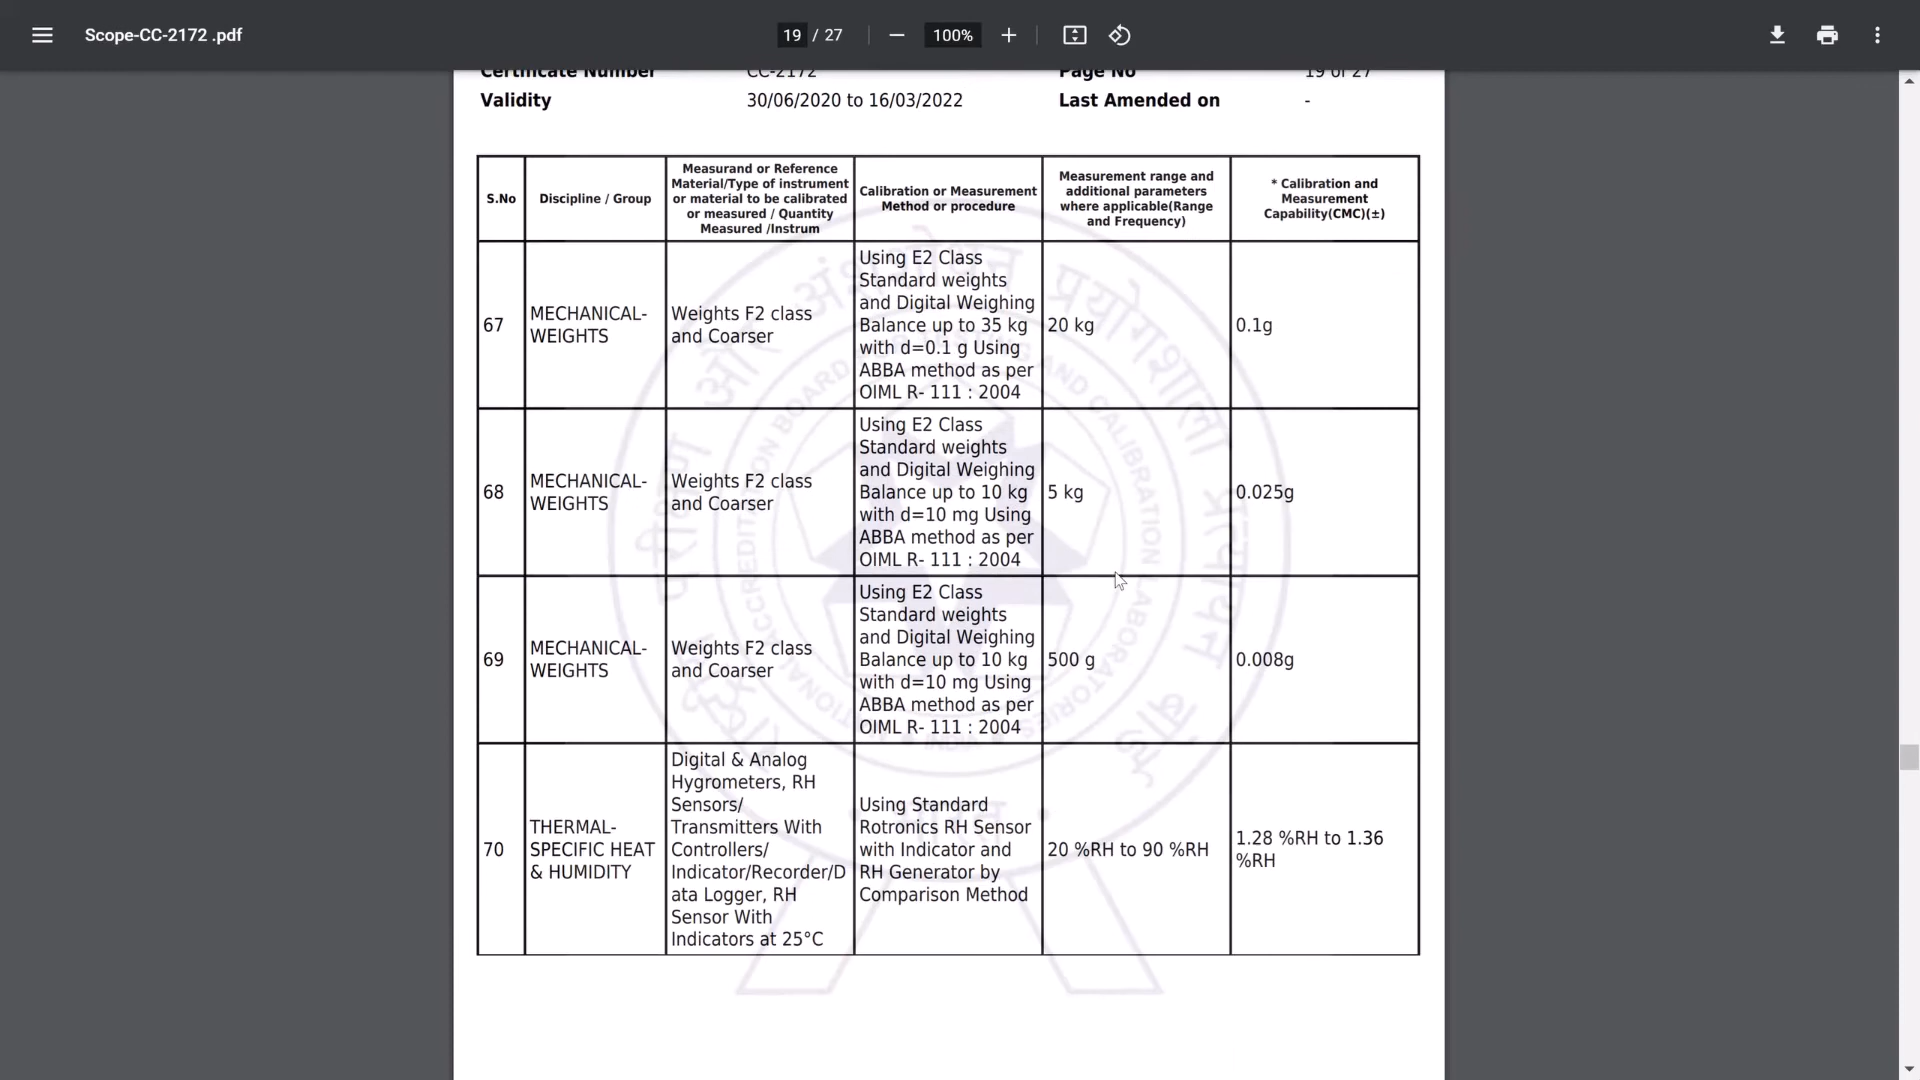 Scope-CC-2172 .pdf
19 / 27
100%
Certificate Number CC-2172 Page No 19 of 27
Validity 30/06/2020 to 16/03/2022 Last Amended on -
S.No
Discipline / Group
Measurand or Reference
Material/Type of instrument
or material to be calibrated
or measured / Quantity
Measured /Instrum
Calibration or Measurement
Method or procedure
Measurement range and
additional parameters
where applicable(Range
and Frequency)
* Calibration and
Measurement
Capability(CMC)(±)
67
MECHANICAL-
WEIGHTS
Weights F2 class
and Coarser
Using E2 Class
Standard weights
and Digital Weighing
Balance up to 35 kg
with d=0.1 g Using
ABBA method as per
OIML R- 111 : 2004
20 kg
0.1g
68
MECHANICAL-
WEIGHTS
Weights F2 class
and Coarser
Using E2 Class
Standard weights
and Digital Weighing
Balance up to 10 kg
with d=10 mg Using
ABBA method as per
OIML R- 111 : 2004
5 kg
0.025g
69
MECHANICAL-
WEIGHTS
Weights F2 class
and Coarser
Using E2 Class
Standard weights
and Digital Weighing
Balance up to 10 kg
with d=10 mg Using
ABBA method as per
OIML R- 111 : 2004
500 g
0.008g
70
THERMAL-
SPECIFIC HEAT
& HUMIDITY
Digital & Analog
Hygrometers, RH
Sensors/
Transmitters With
Controllers/
Indicator/Recorder/D
ata Logger, RH
Sensor With
Indicators at 25°C
Using Standard
Rotronics RH Sensor
with Indicator and
RH Generator by
Comparison Method
20 %RH to 90 %RH
1.28 %RH to 1.36
%RH